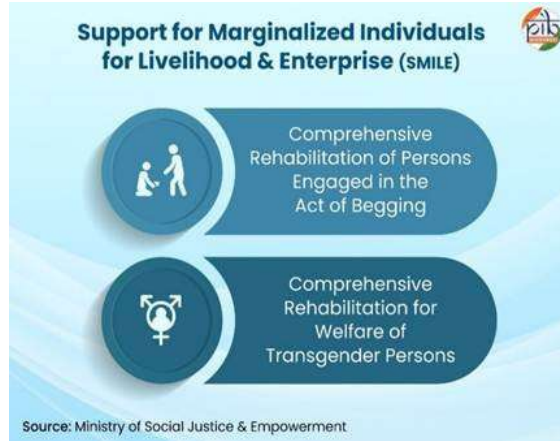 Support for Marginalized Individuals
for Livelihood & Enterprise (SMILE)
pib
Comprehensive
Rehabilitation of Persons
Engaged in the
Act of Begging
Comprehensive
Rehabilitation for
Welfare of
Transgender Persons
Source: Ministry of Social Justice & Empowerment